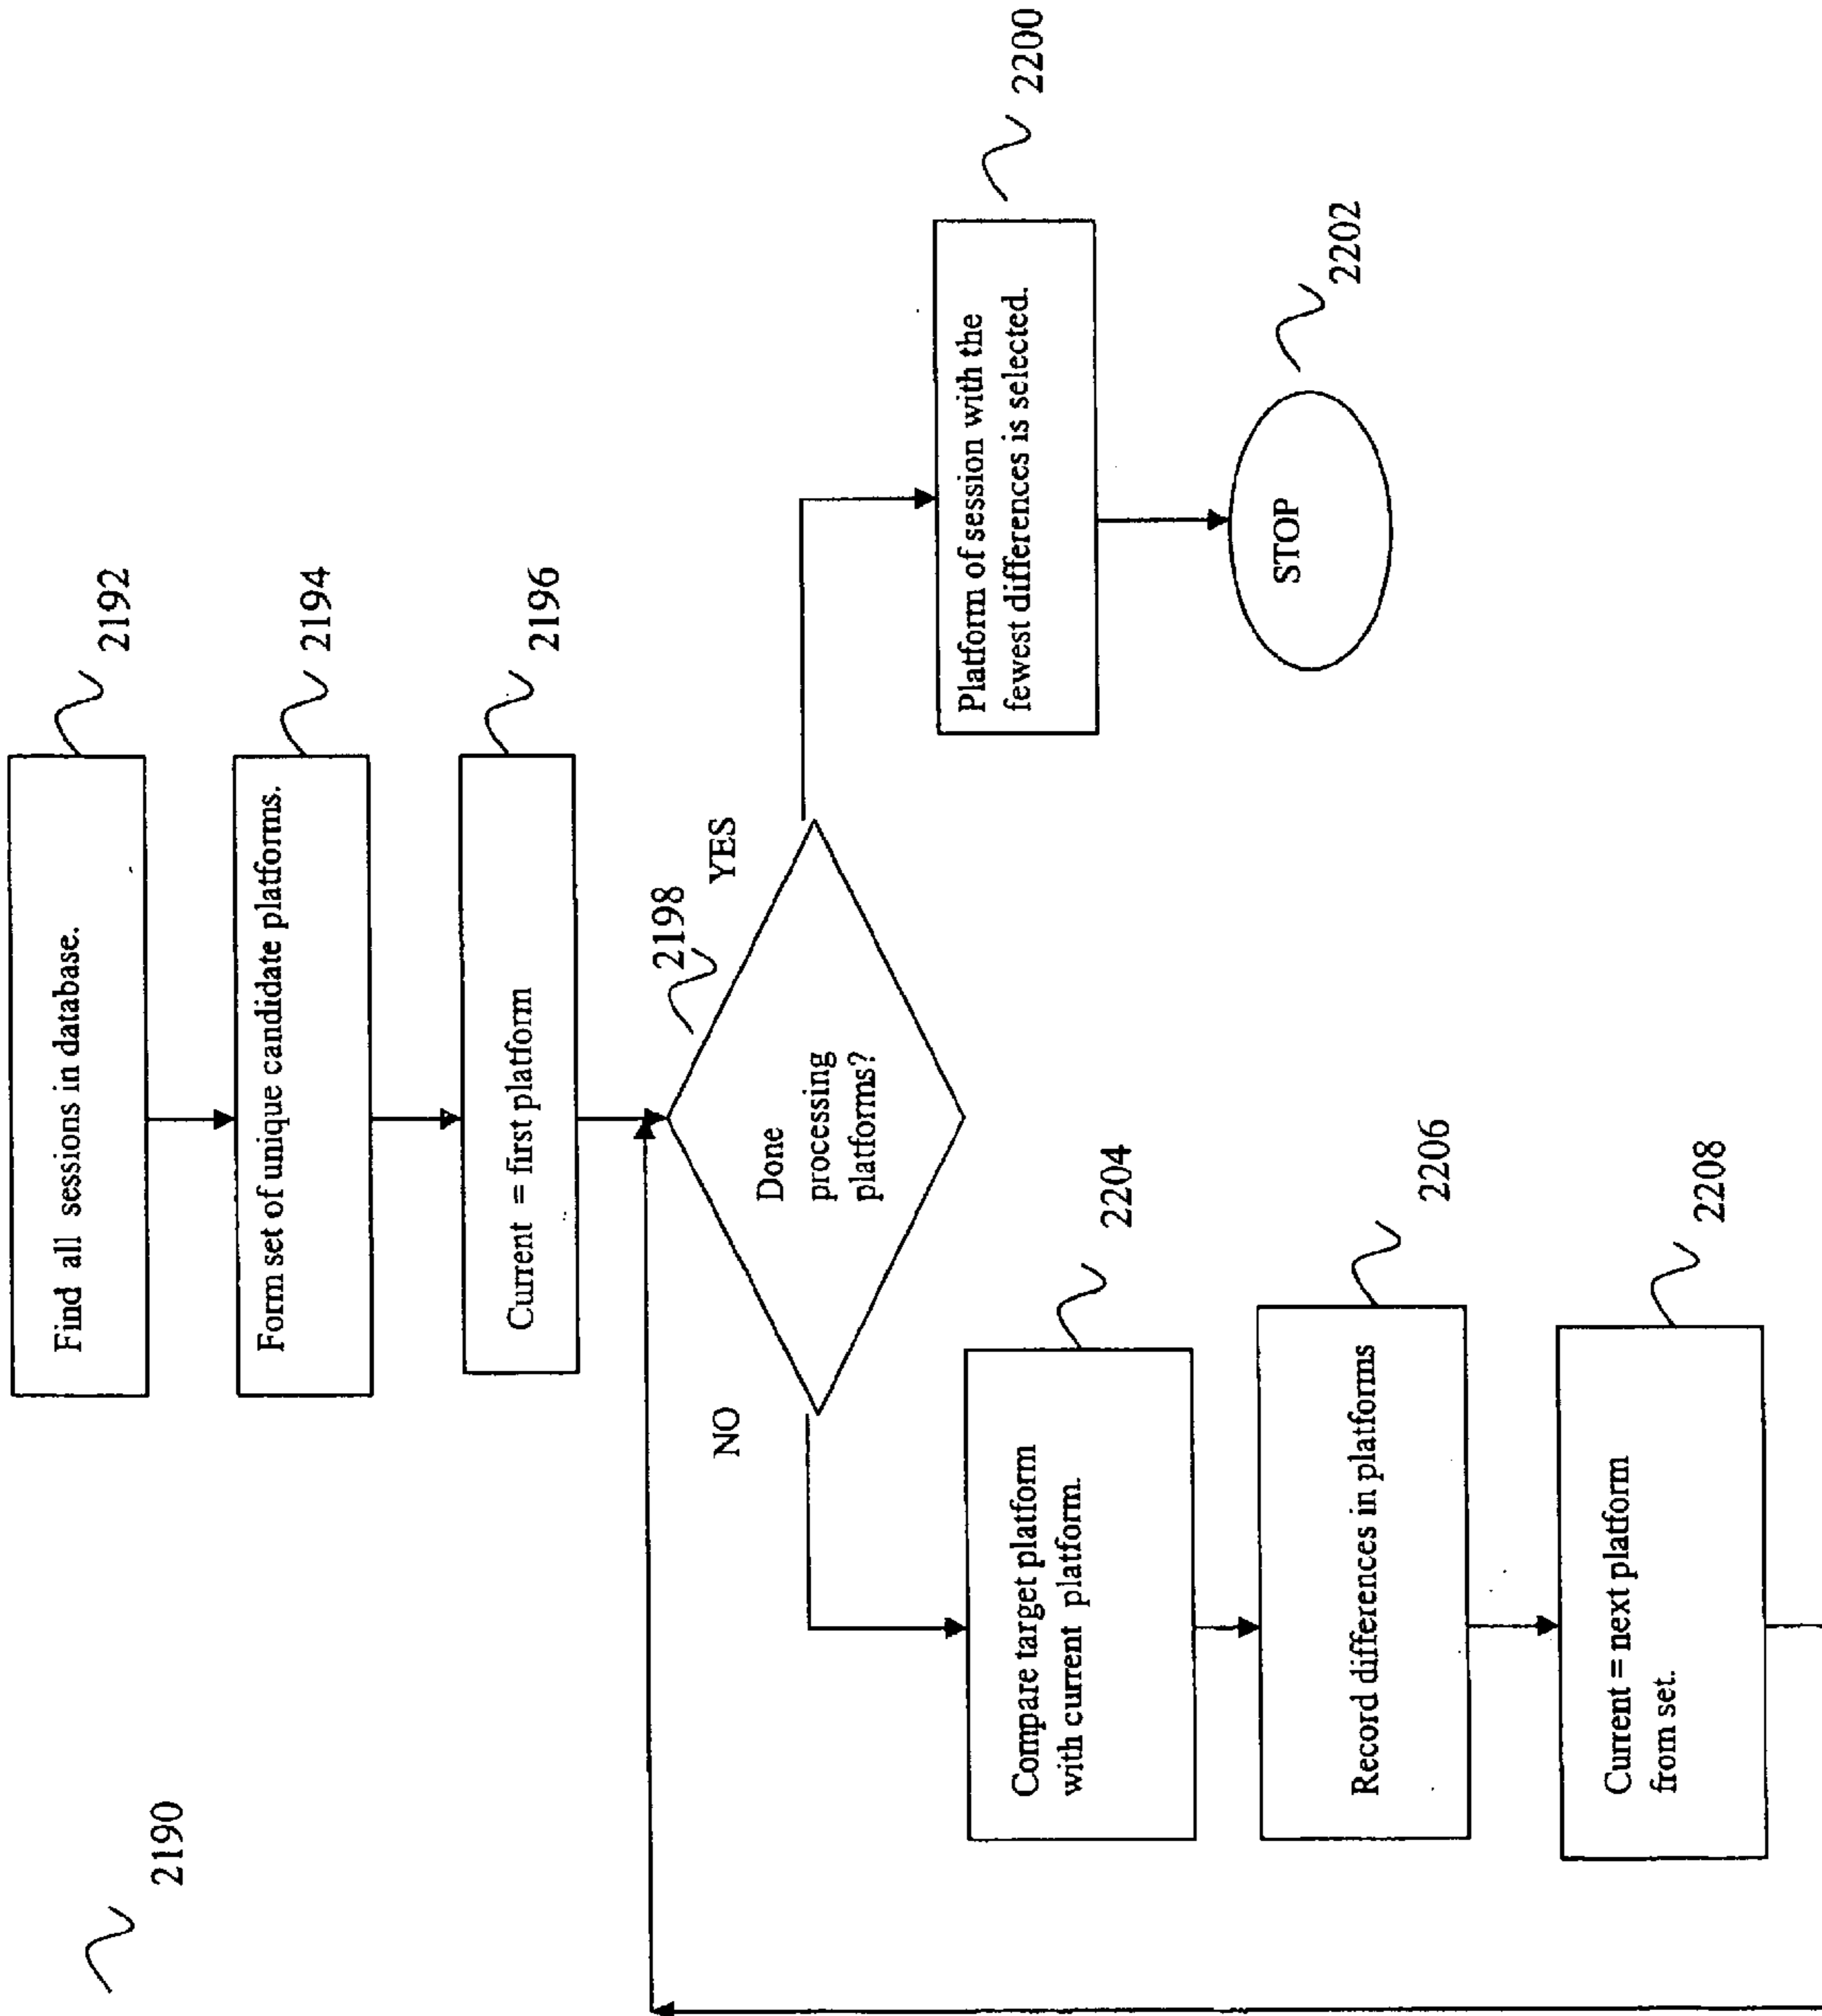 2190
Find all sessions in database.
2192
Form set of unique candidate platforms.
2194
Current = first platform
2196
2198
Done
processing
platforms?
YES
NO
Platform of session with the
fewest differences is selected.
2200
STOP
2202
Compare target platform
with current platform.
2204
Record differences in platforms
2206
Current = next platform
from set.
2208